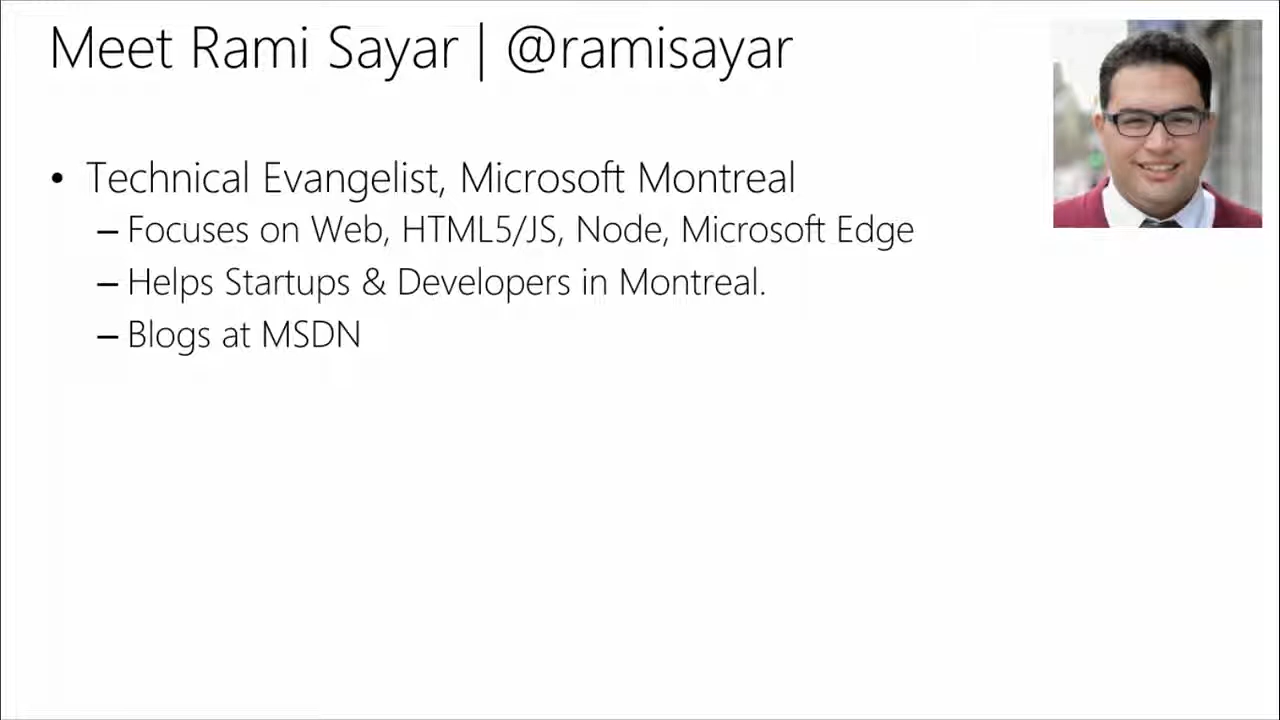 Meet Rami Sayar | @ramisayar
• Technical Evangelist, Microsoft Montreal
– Focuses on Web, HTML5/JS, Node, Microsoft Edge
– Helps Startups & Developers in Montreal.
– Blogs at MSDN